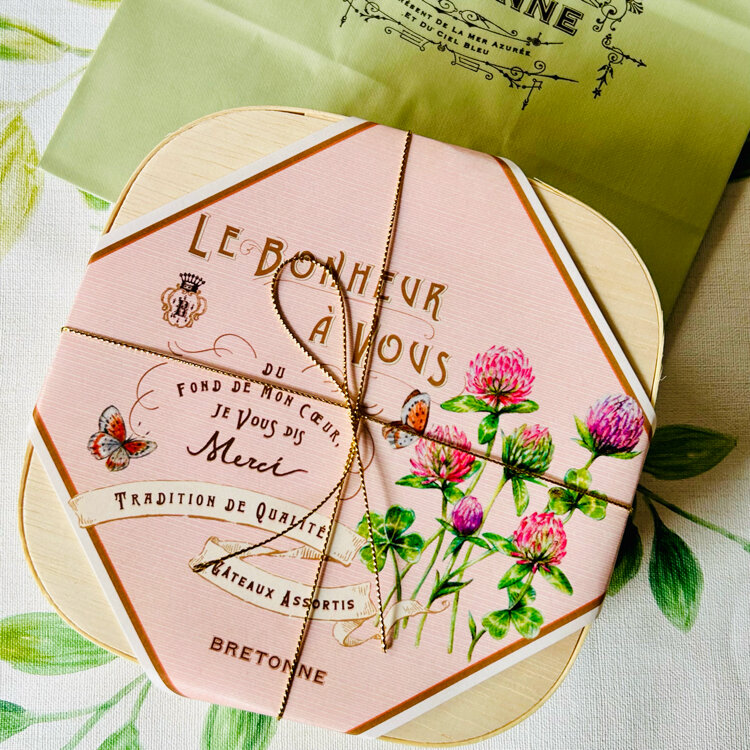 NNE
PRÉSENT DE LA MER AZURÉE
ET DU CIEL BLEU
LE BONHEUR
À VOUS
DU
FOND DE MON CŒUR,
JE VOUS DIS
Merci
TRADITION DE QUALITÉ
GÂTEAUX ASSORTIS
BRETONNE